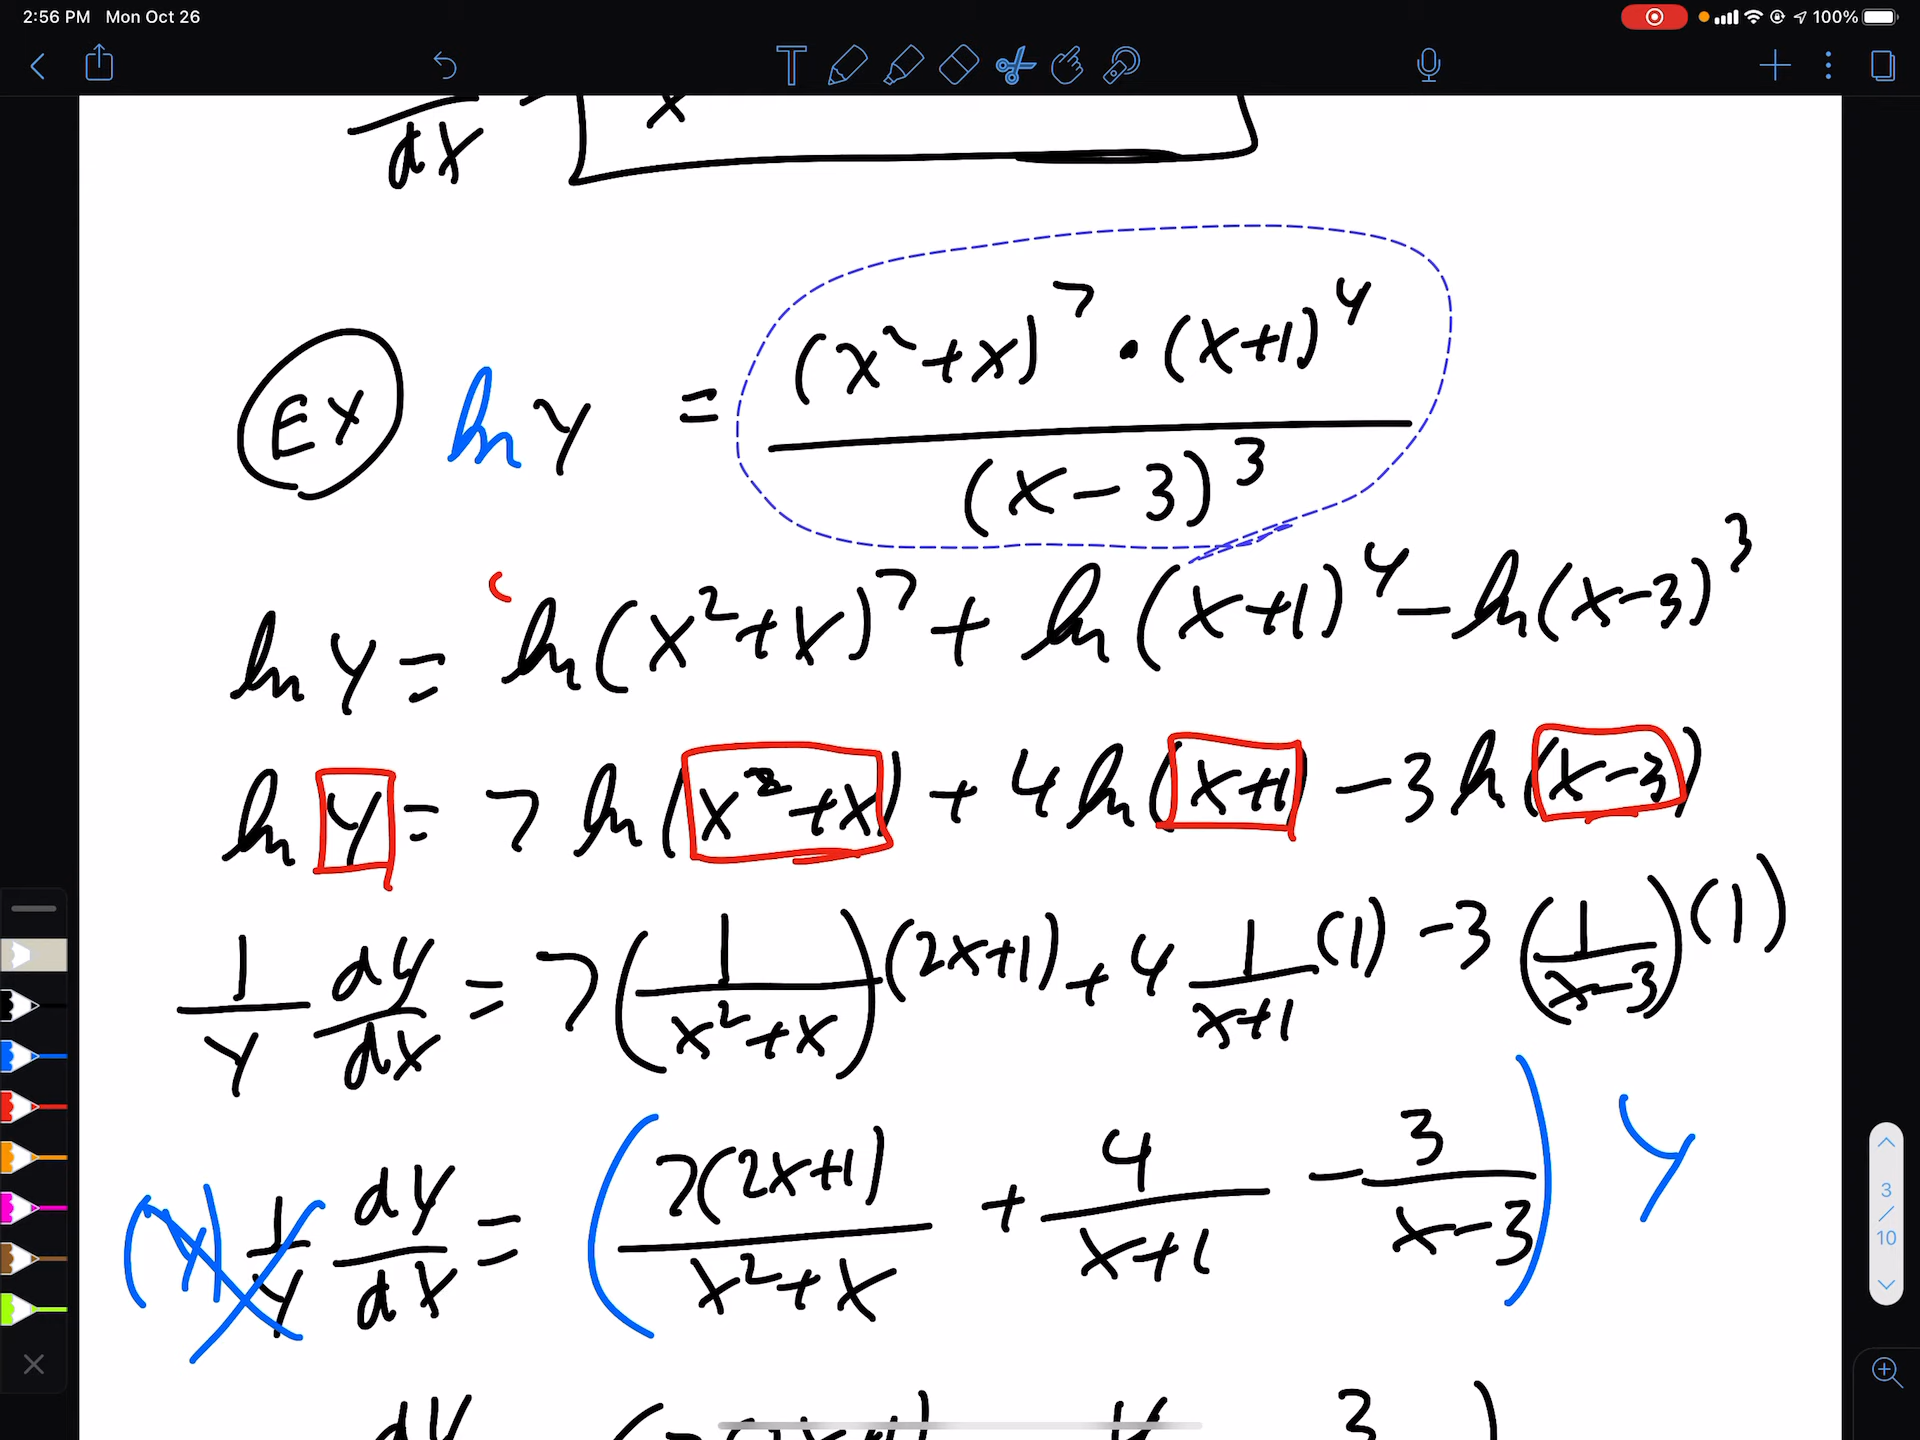 2:56 PM Mon Oct 26 100%
T
dx x
EX ln y = (x²+x)⁷ · (x+1)⁴ / (x-3)³
ln y = ln(x²+x)⁷ + ln(x+1)⁴ - ln(x-3)³
ln y = 7 ln(x²+x) + 4 ln(x+1) - 3 ln(x-3)
1/y dy/dx = 7(1/(x²+x))(2x+1) + 4 1/(x+1) (1) - 3(1/(x-3))(1)
(y) 1/y dy/dx = (7(2x+1)/(x²+x) + 4/(x+1) - 3/(x-3)) y
3 / 10
dy 3